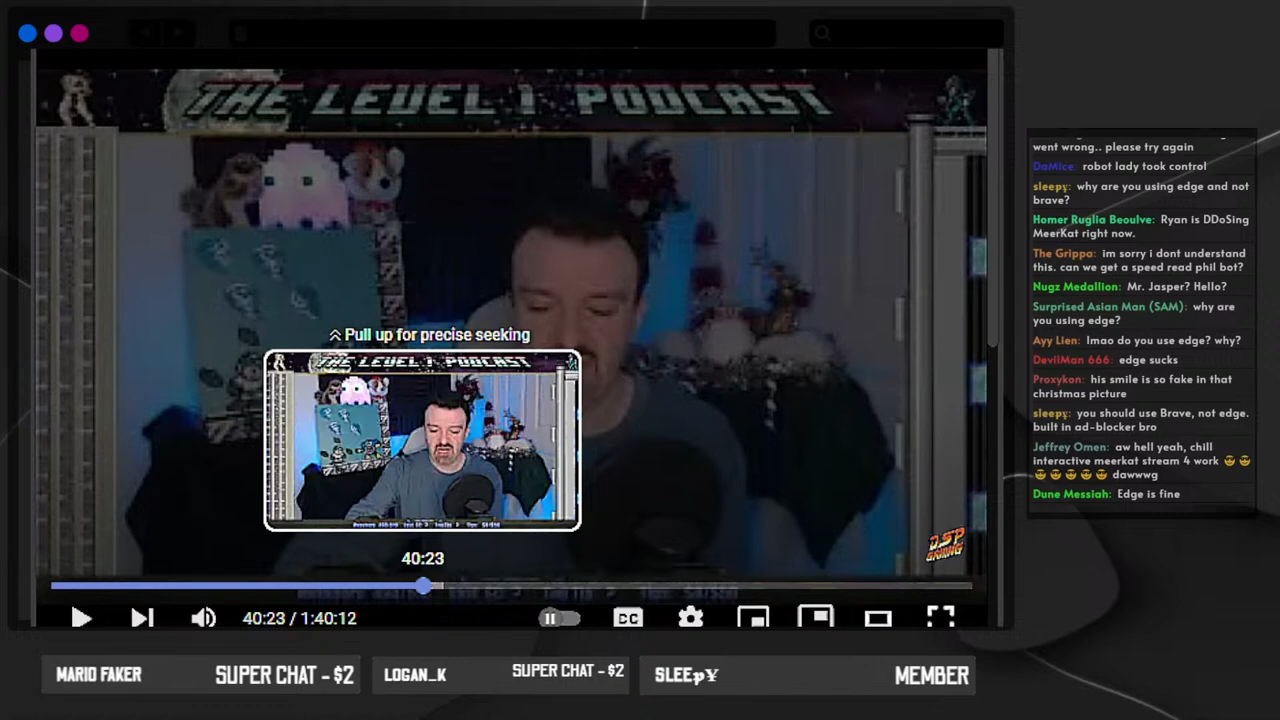 THE LEVEL 1 PODCAST
Pull up for precise seeking
THE LEVEL 1 PODCAST
40:23
DSP
GAMING
40:23 / 1:40:12
CC
went wrong.. please try again
DaMice: robot lady took control
sleepy: why are you using edge and not
brave?
Homer Ruglia Beoulve: Ryan is DDoSing
MeerKat right now.
The Grippa: im sorry i dont understand
this. can we get a speed read phil bot?
Nugz Medallion: Mr. Jasper? Hello?
Surprised Asian Man (SAM): why are
you using edge?
Ayy Lien: lmao do you use edge? why?
DevilMan 666: edge sucks
Proxykon: his smile is so fake in that
christmas picture
sleepy: you should use Brave, not edge.
built in ad-blocker bro
Jeffrey Omen: aw hell yeah, chill
interactive meerkat stream 4 work 😎 😎
😎 😎 😎 😎 😎 dawwwg
Dune Messiah: Edge is fine
MARIO FAKER SUPER CHAT - $2
LOGAN_K SUPER CHAT - $2
SLEEp¥ MEMBER